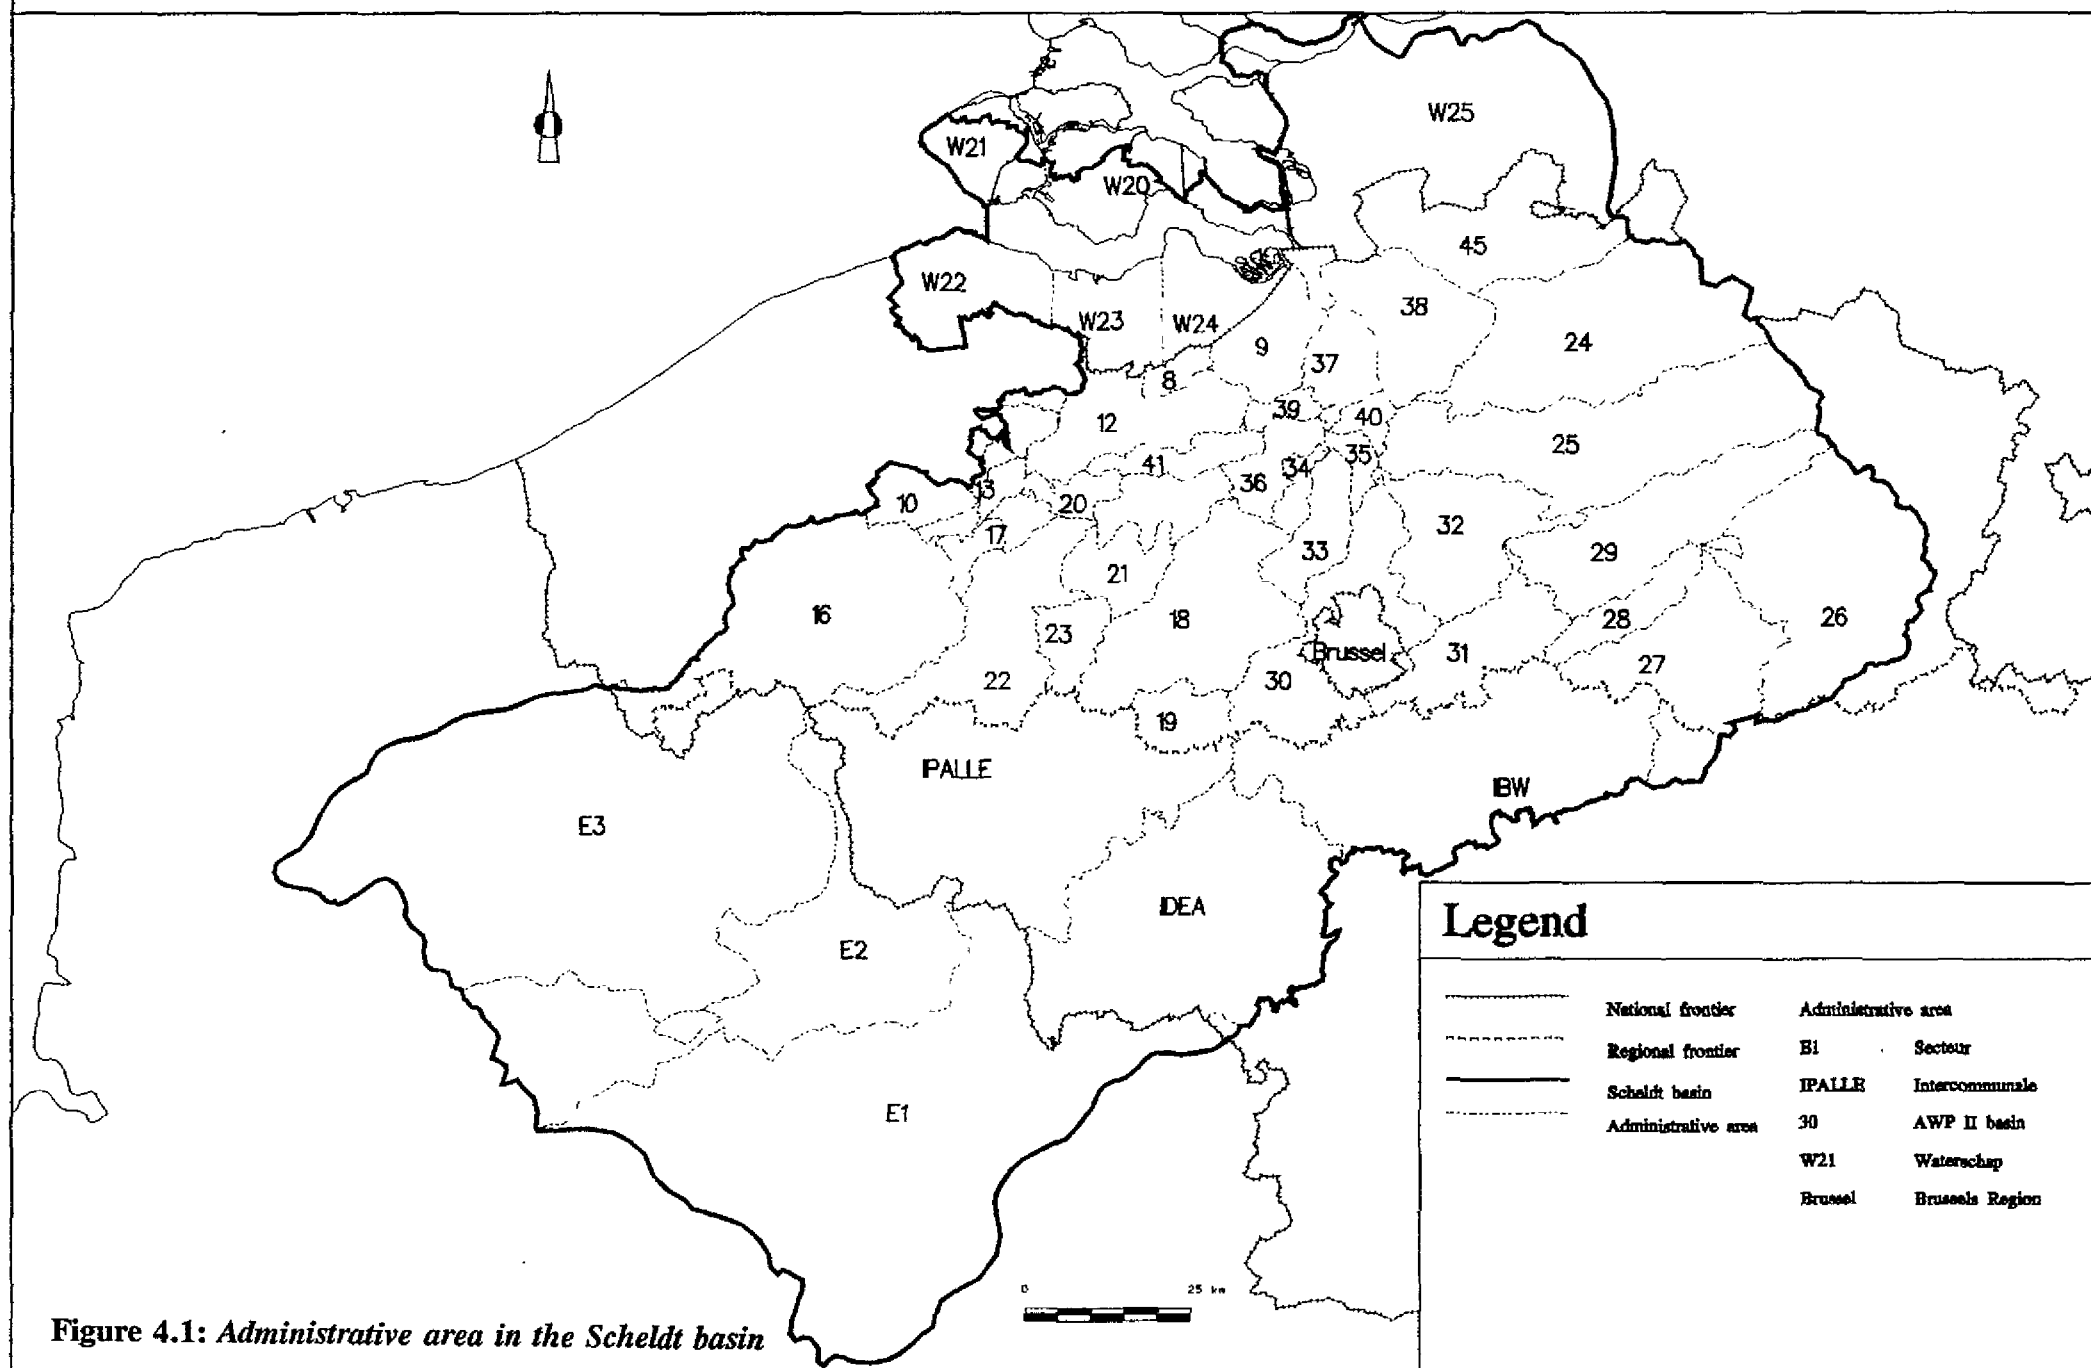 W25
W21
W20
45
W22
38
W23
W24
24
9
37
8
39
40
12
25
35
41
34
36
13
10
20
32
17
33
29
21
16
18
28
26
23
Brussel
31
27
22
30
19
IPALLE
IBW
E3
IDEA
E2
E1
Legend
National frontier Administrative area
Regional frontier E1 Secteur
Scheldt basin IPALLE Intercommunale
Administrative area 30 AWP II basin
W21 Waterschap
Brussel Brussels Region
0 25 km
Figure 4.1: Administrative area in the Scheldt basin